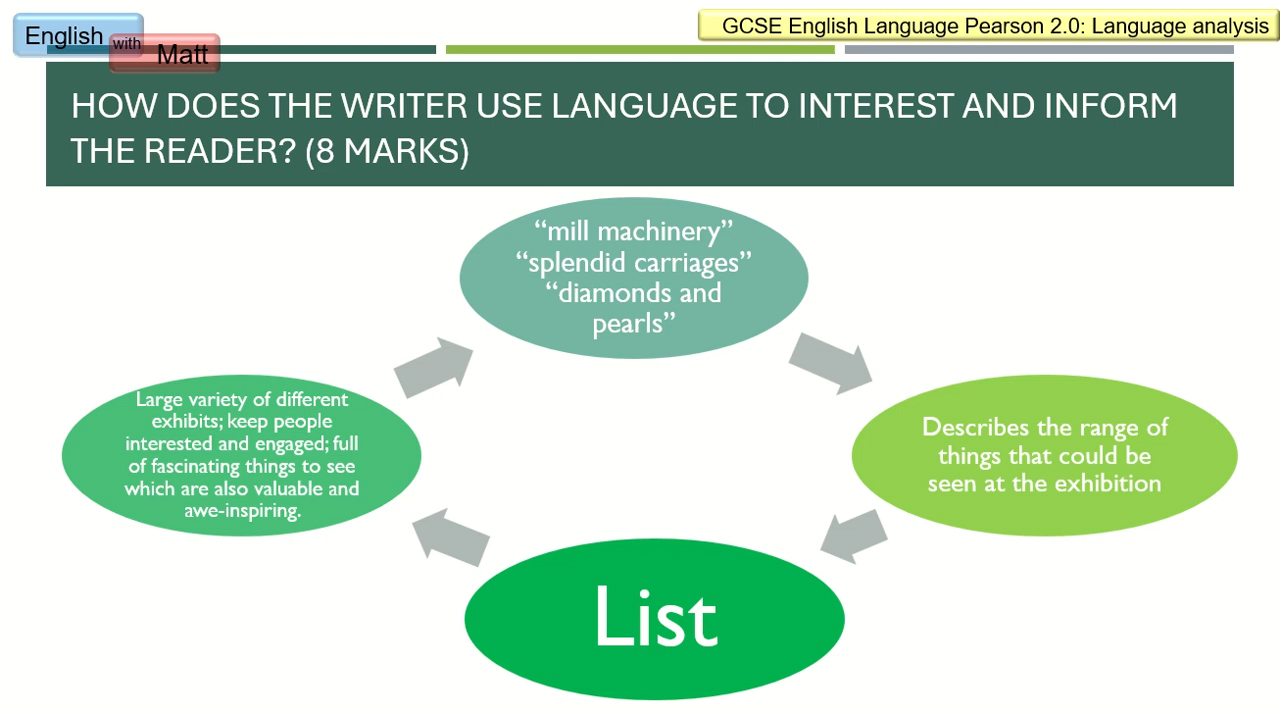 English
with
Matt
GCSE English Language Pearson 2.0: Language analysis
HOW DOES THE WRITER USE LANGUAGE TO INTEREST AND INFORM
THE READER? (8 MARKS)
“mill machinery”
“splendid carriages”
“diamonds and
pearls”
Describes the range of
things that could be
seen at the exhibition
List
Large variety of different
exhibits; keep people
interested and engaged; full
of fascinating things to see
which are also valuable and
awe-inspiring.